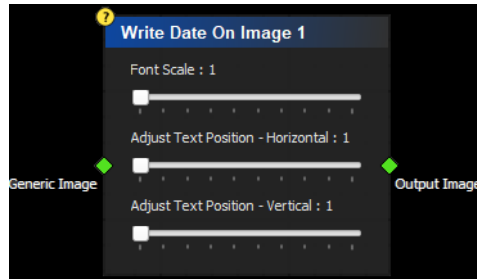 ?
Write Date On Image 1
Font Scale : 1
Adjust Text Position - Horizontal : 1
Generic Image
Output Image
Adjust Text Position - Vertical : 1